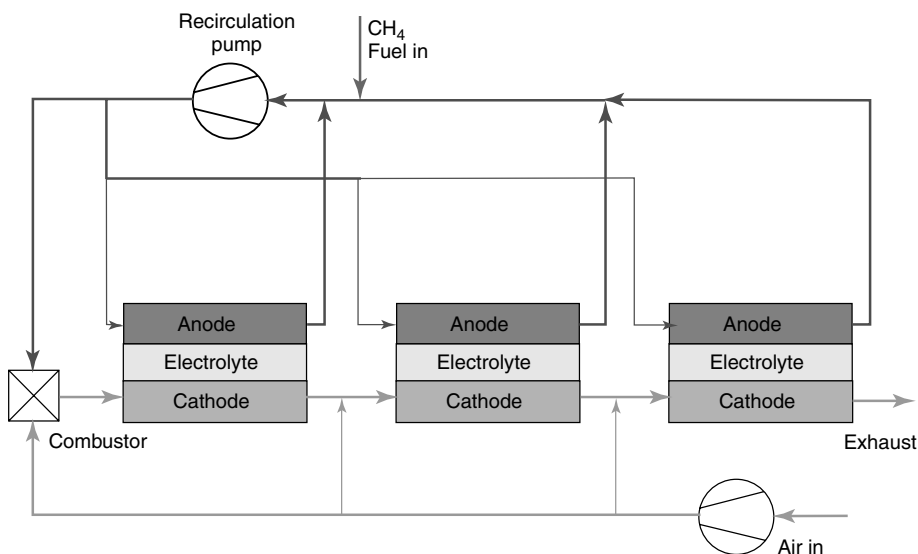 Recirculation
pump
CH4
Fuel in
Anode
Anode
Anode
Electrolyte
Electrolyte
Electrolyte
Cathode
Cathode
Cathode
Combustor
Exhaust
Air in